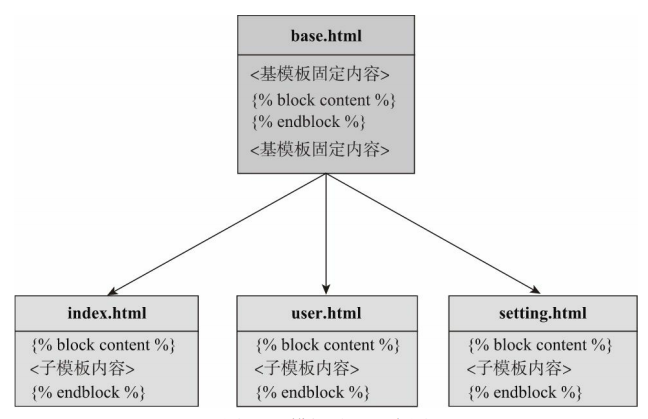 base.html
<基模板固定内容>
{% block content %}
{% endblock %}
<基模板固定内容>
index.html
{% block content %}
<子模板内容>
{% endblock %}
user.html
{% block content %}
<子模板内容>
{% endblock %}
setting.html
{% block content %}
<子模板内容>
{% endblock %}